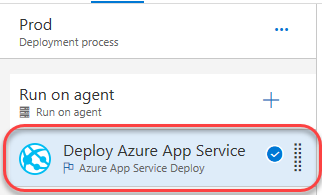 Prod
Deployment process
Run on agent
Run on agent
Deploy Azure App Service
Azure App Service Deploy